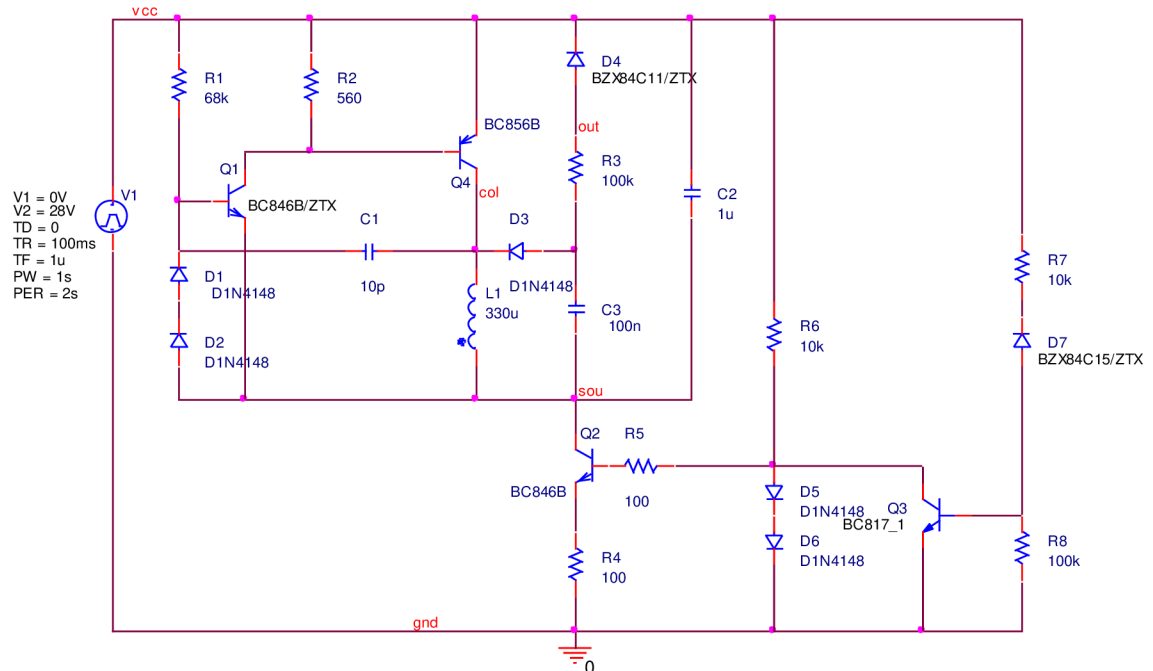 vcc
R1
68k
R2
560
D4
BZX84C11/ZTX
BC856B
out
Q4
col
R3
100k
Q1
BC846B/ZTX
V1
V1 = 0V
V2 = 28V
TD = 0
TR = 100ms
TF = 1u
PW = 1s
PER = 2s
C2
1u
C1
10p
D3
D1N4148
D1
D1N4148
L1
330u
C3
100n
D2
D1N4148
R6
10k
R7
10k
D7
BZX84C15/ZTX
sou
Q2
BC846B
R5
100
D5
D1N4148
Q3
BC817_1
D6
D1N4148
R4
100
R8
100k
gnd
0